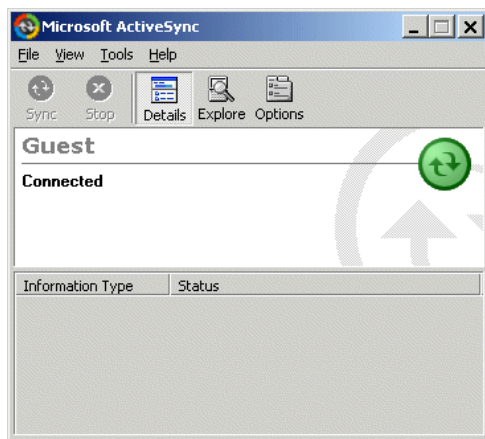 Microsoft ActiveSync
File View Tools Help
Sync Stop Details Explore Options
Guest
Connected
Information Type Status